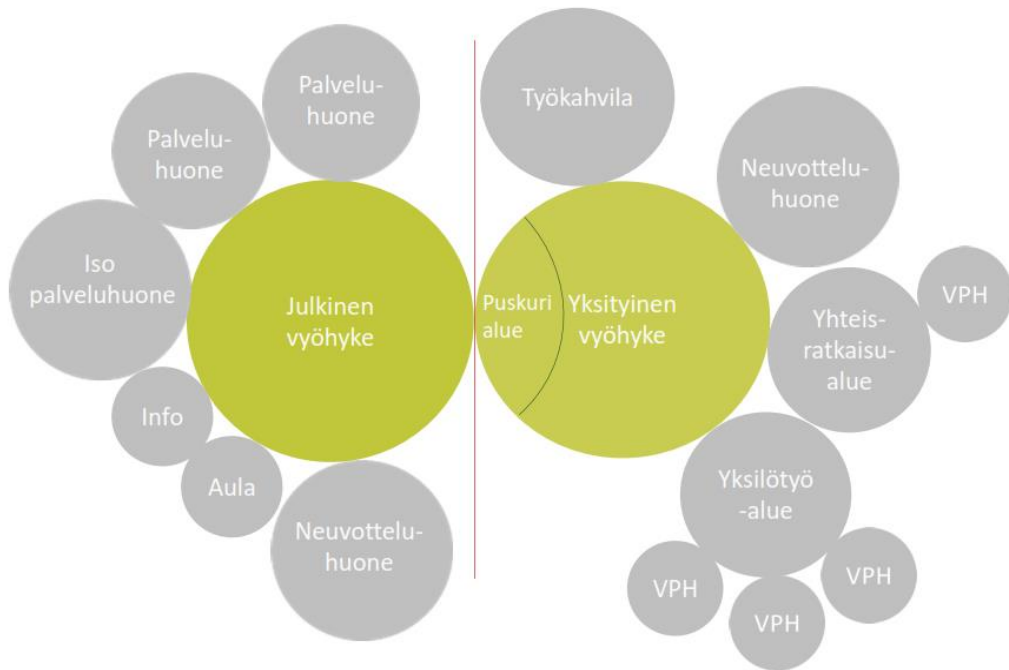 Palvelu-
huone
Palvelu-
huone
Iso
palveluhuone
Julkinen
vyöhyke
Info
Aula
Neuvottelu-
huone
Työkahvila
Neuvottelu-
huone
Puskuri
alue
Yksityinen
vyöhyke
VPH
Yhteis-
ratkaisu-
alue
Yksilötyö
-alue
VPH
VPH
VPH